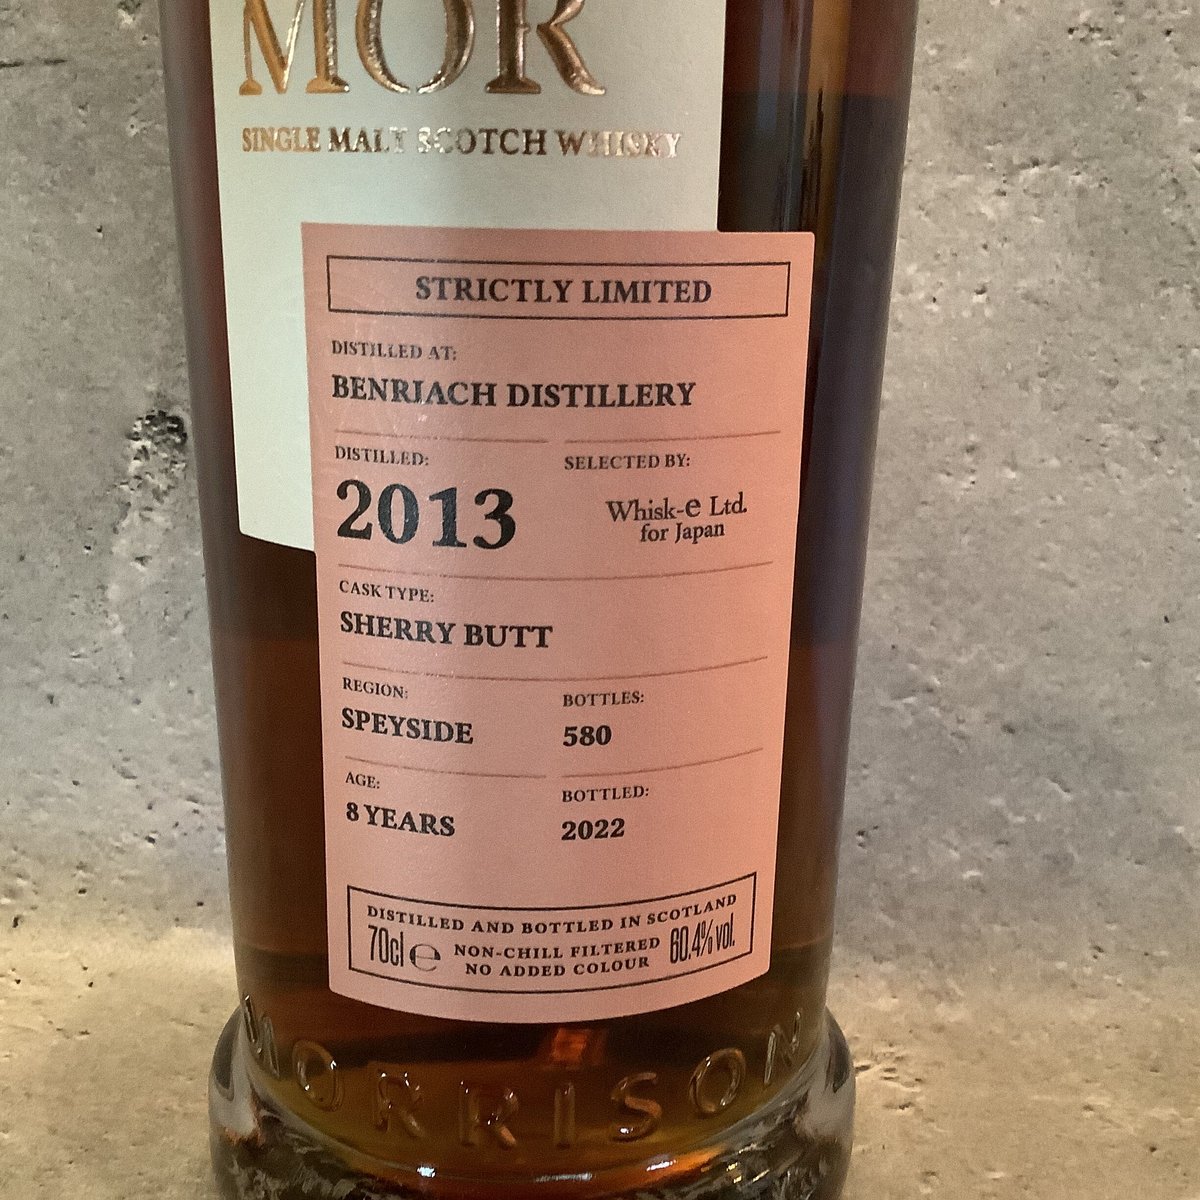 MÒR
SINGLE MALT SCOTCH WHISKY
STRICTLY LIMITED
DISTILLED AT:
BENRIACH DISTILLERY
DISTILLED:
2013
SELECTED BY:
Whisk-e Ltd.
for Japan
CASK TYPE:
SHERRY BUTT
REGION:
SPEYSIDE
BOTTLES:
580
AGE:
8 YEARS
BOTTLED:
2022
DISTILLED AND BOTTLED IN SCOTLAND
70cl ℮
NON-CHILL FILTERED
NO ADDED COLOUR
60.4% vol.
MORRISON